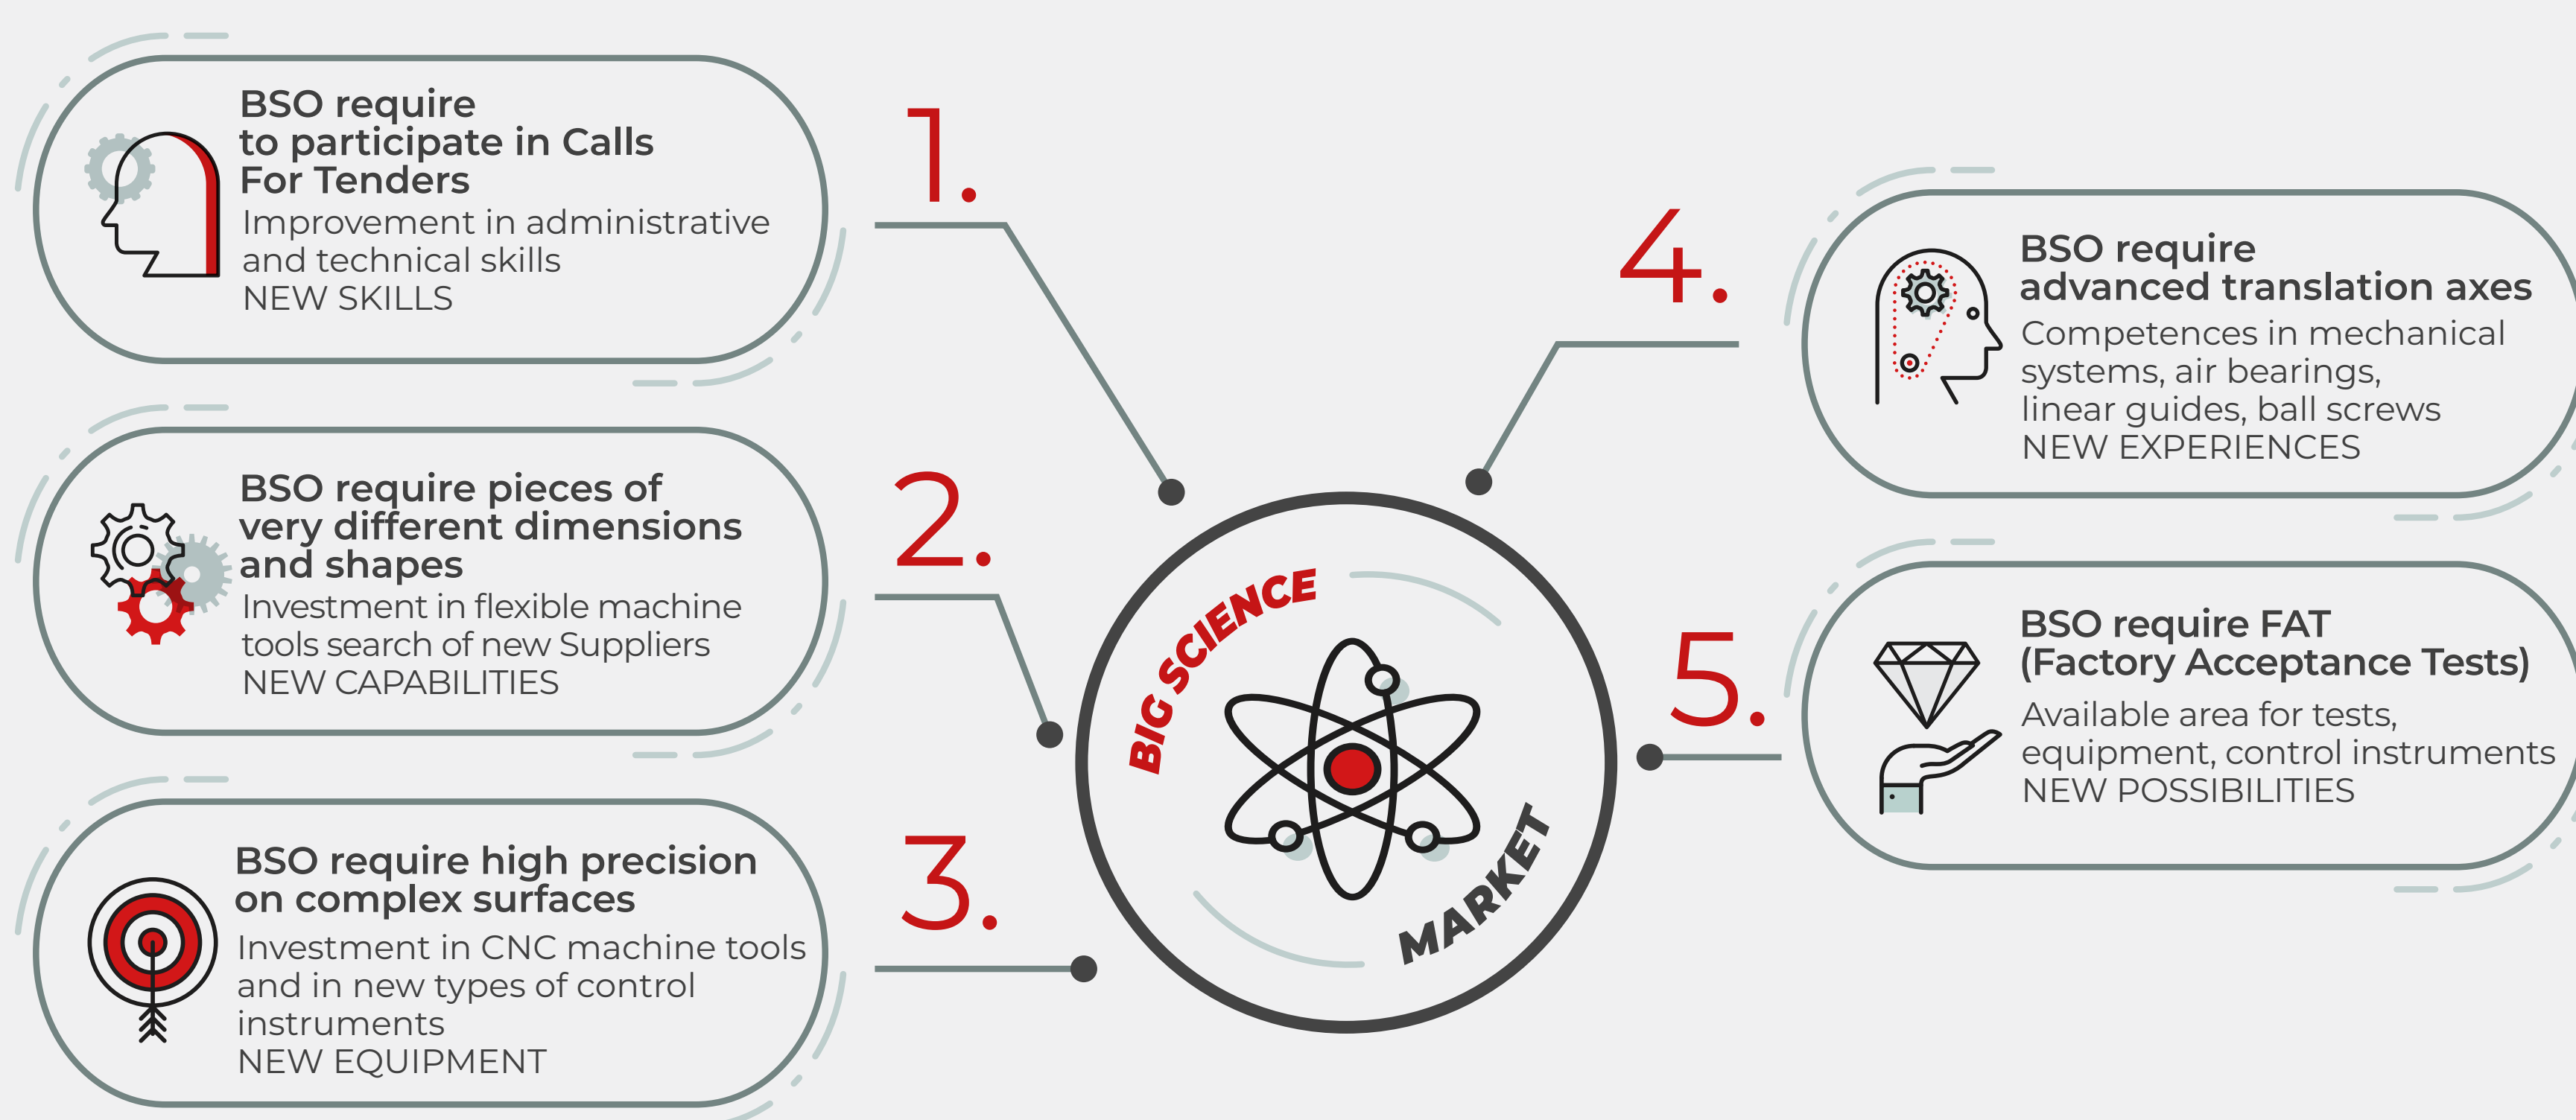 1.
BSO require
to participate in Calls
For Tenders
Improvement in administrative
and technical skills
NEW SKILLS
2.
BSO require pieces of
very different dimensions
and shapes
Investment in flexible machine
tools search of new Suppliers
NEW CAPABILITIES
3.
BSO require high precision
on complex surfaces
Investment in CNC machine tools
and in new types of control
instruments
NEW EQUIPMENT
BIG SCIENCE
MARKET
4.
BSO require
advanced translation axes
Competences in mechanical
systems, air bearings,
linear guides, ball screws
NEW EXPERIENCES
5.
BSO require FAT
(Factory Acceptance Tests)
Available area for tests,
equipment, control instruments
NEW POSSIBILITIES